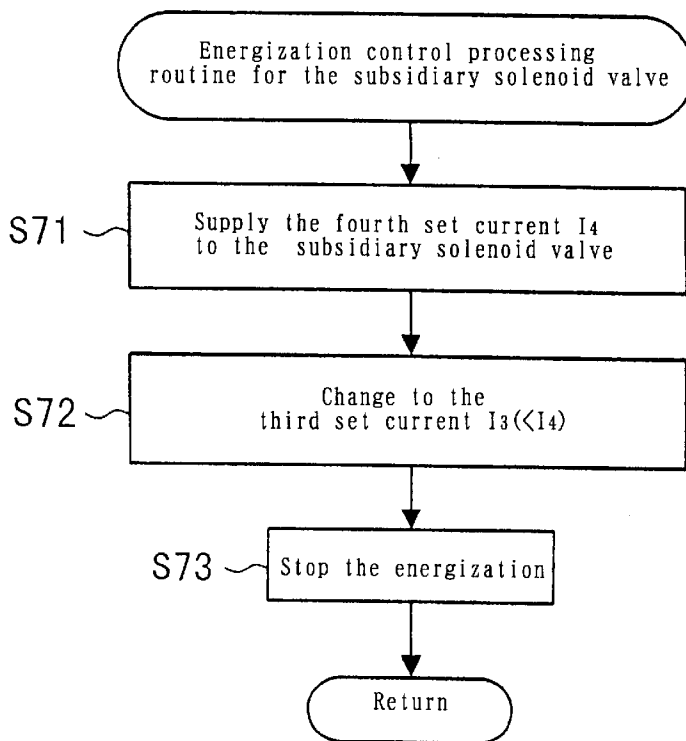 Energization control processing
routine for the subsidiary solenoid valve
S71
Supply the fourth set current I4
to the subsidiary solenoid valve
S72
Change to the
third set current I3(<I4)
S73
Stop the energization
Return